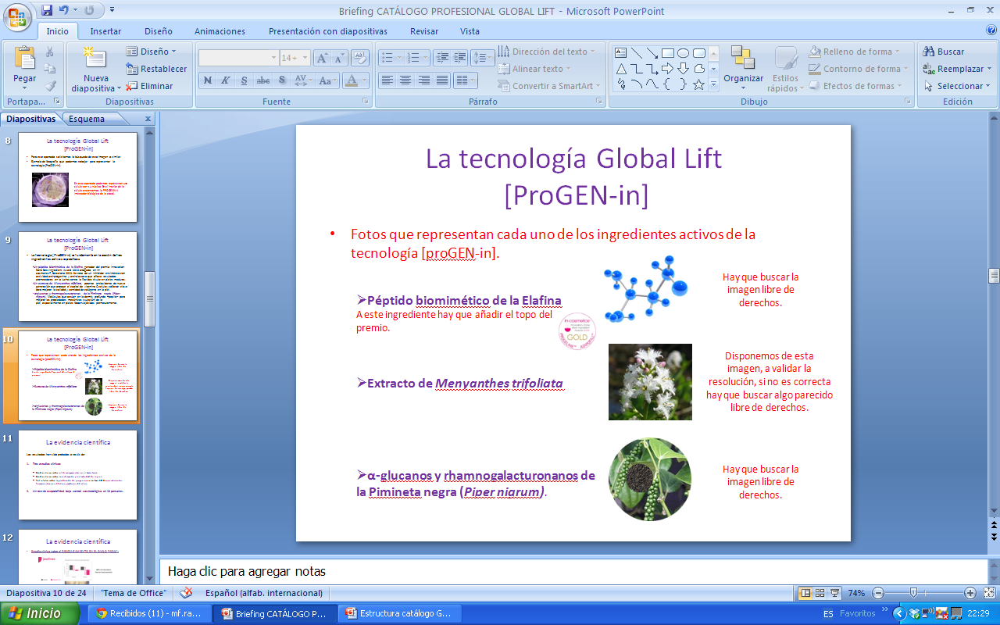 Briefing CATÁLOGO PROFESIONAL GLOBAL LIFT - Microsoft PowerPoint
Inicio Insertar Diseño Animaciones Presentación con diapositivas Revisar Vista
Pegar
Nueva diapositiva
Diseño
Restablecer
Eliminar
14
Dirección del texto
Alinear texto
Convertir a SmartArt
Organizar
Estilos rápidos
Relleno de forma
Contorno de forma
Efectos de formas
Buscar
Reemplazar
Seleccionar
Portapa... Diapositivas Fuente Párrafo Dibujo Edición
Diapositivas Esquema x
8
La tecnología Global Lift
[ProGEN-in]
9
La tecnología Global Lift
[ProGEN-in]
10
La tecnología Global Lift
[ProGEN-in]
11
La evidencia científica
12
La evidencia científica
La tecnología Global Lift
[ProGEN-in]
• Fotos que representan cada uno de los ingredientes activos de la
tecnología [proGEN-in].
Hay que buscar la
imagen libre de
derechos.
➢Péptido biomimético de la Elafina
A este ingrediente hay que añadir el topo del
premio.
in-cosmetics
GOLD
Disponemos de esta
imagen, a validar la
resolución, si no es correcta
hay que buscar algo parecido
libre de derechos.
➢Extracto de Menyanthes trifoliata
Hay que buscar la
imagen libre de
derechos.
➢α-glucanos y rhamnogalacturonanos de
la Pimineta negra (Piper nigrum).
Haga clic para agregar notas
Diapositiva 10 de 24 "Tema de Office" Español (alfab. internacional) 74%
Inicio Recibidos (11) - mf.ra... Briefing CATÁLOGO P... Estructura catálogo G... ES Favoritos » 22:29